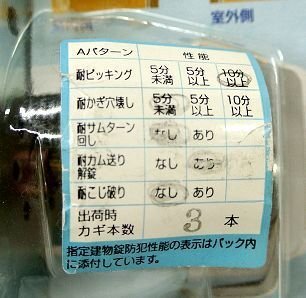 室外側
Aパターン 性能
耐ピッキング 5分未満 5分以上 10分以上
耐かぎ穴壊し 5分未満 5分以上 10分以上
耐サムターン回し なし あり
耐カム送り解錠 なし あり
耐こじ破り なし あり
出荷時カギ本数 3 本
指定建物錠防犯性能の表示はパック内
に添付しています。